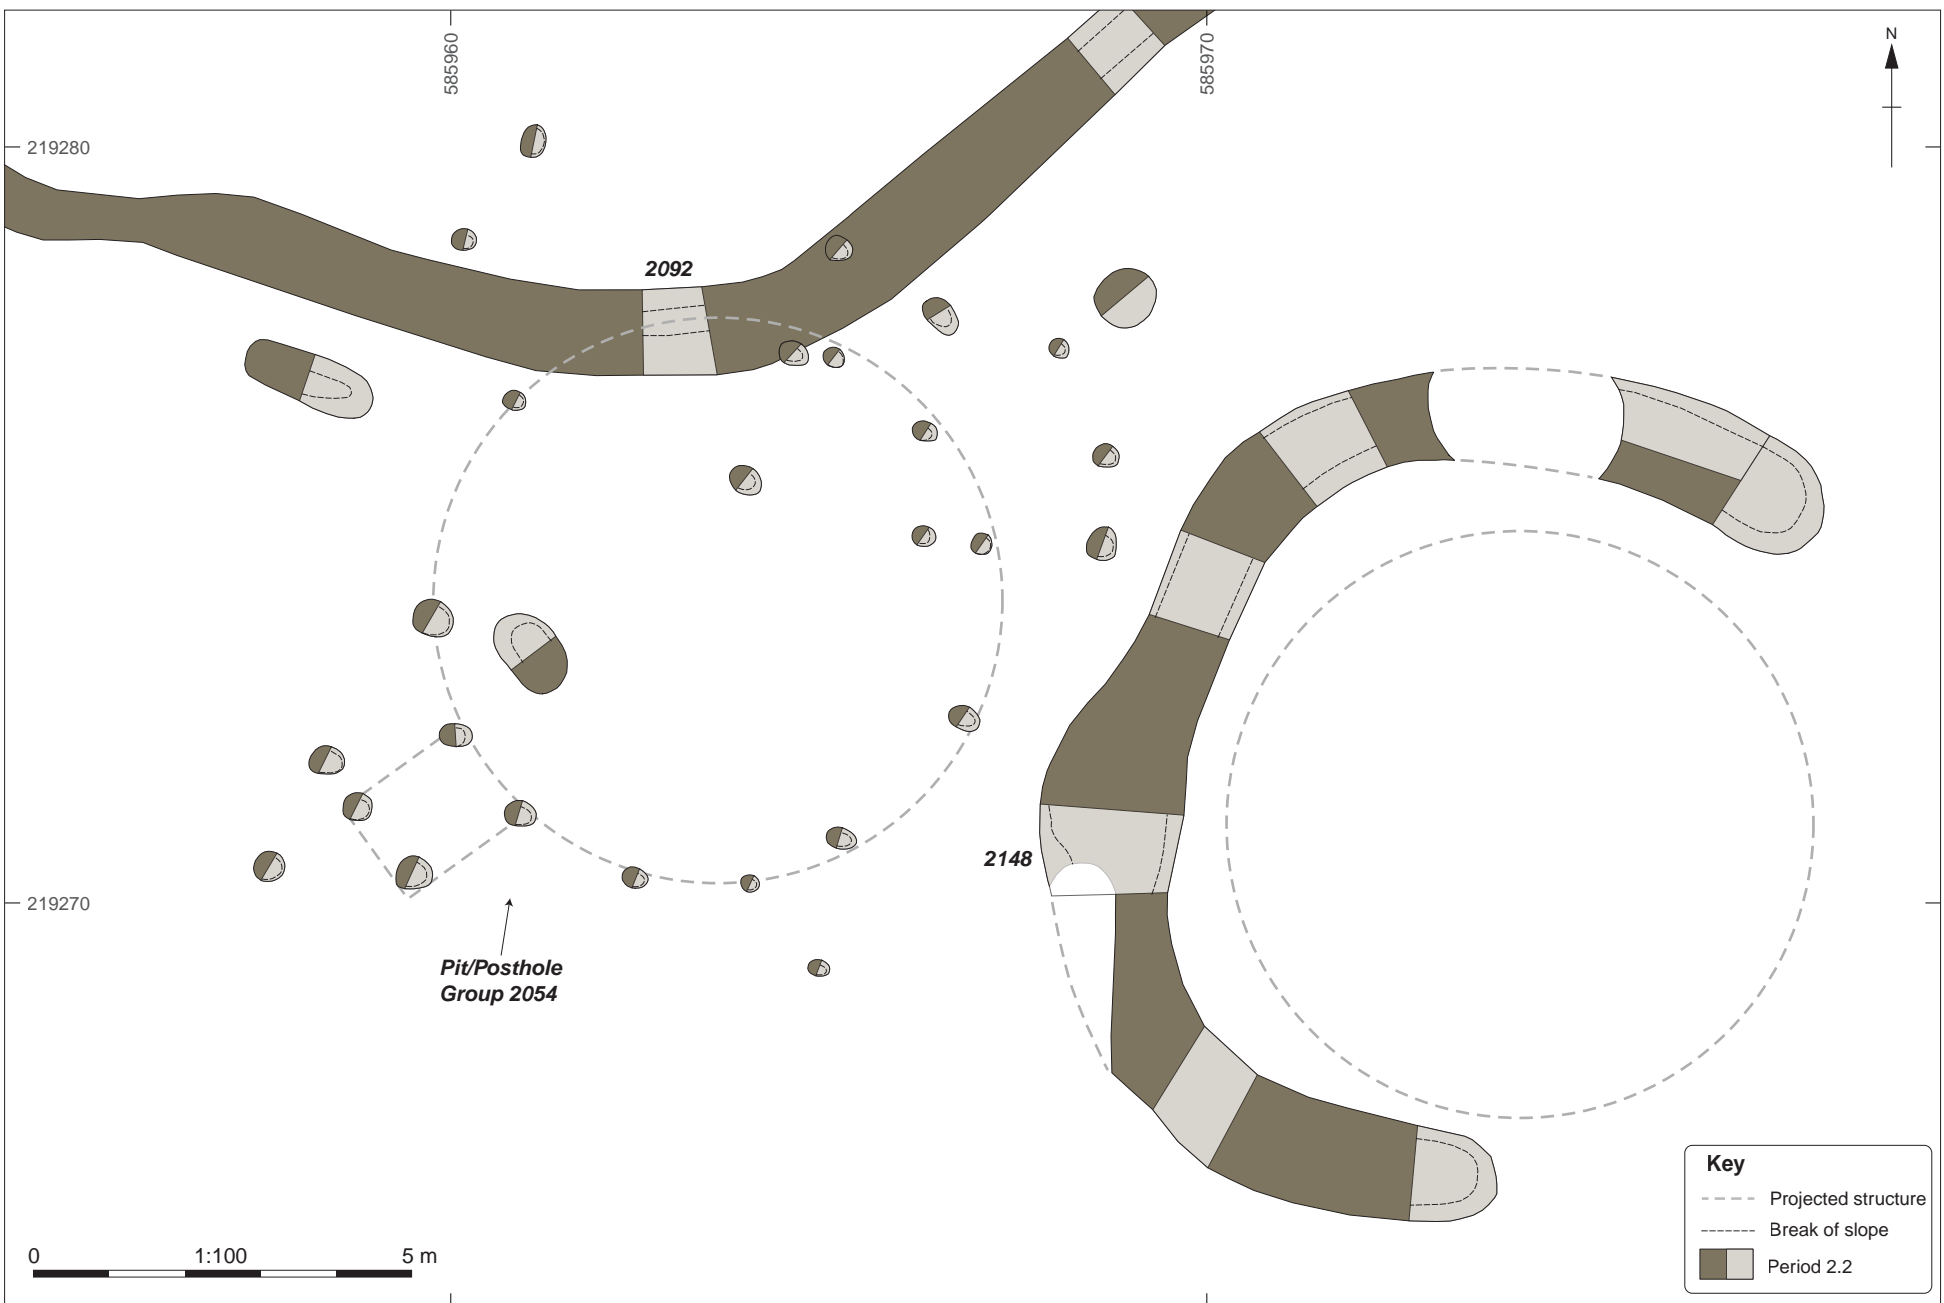 585960
585970
N
219280
2092
2148
219270
Pit/Posthole
Group 2054
Key
Projected structure
Break of slope
Period 2.2
0 1:100 5 m